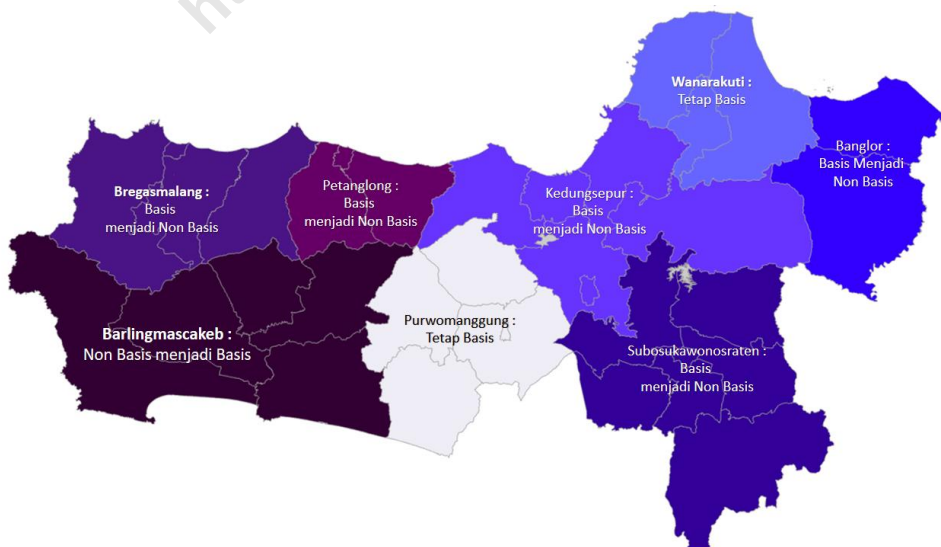 Wanarakuti :
Tetap Basis
Banglor :
Basis Menjadi
Non Basis
Bregasmalang :
Basis
menjadi Non Basis
Petanglong :
Basis
menjadi Non Basis
Kedungsepur :
Basis
menjadi Non Basis
Barlingmascakeb :
Non Basis menjadi Basis
Purwomanggung :
Tetap Basis
Subosukawonosraten :
Basis
menjadi Non Basis